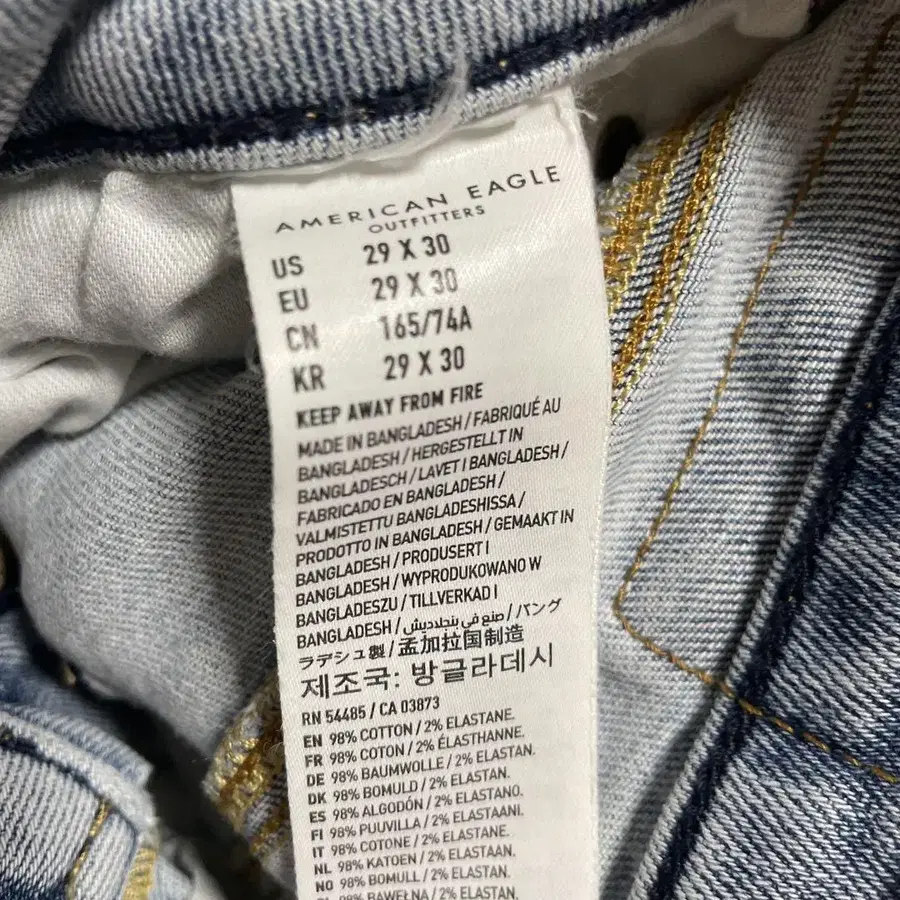 AMERICAN EAGLE
OUTFITTERS
US 29 X 30
EU 29 X 30
CN 165/74A
KR 29 X 30
KEEP AWAY FROM FIRE
MADE IN BANGLADESH / FABRIQUÉ AU
BANGLADESH / HERGESTELLT IN
BANGLADESCH / LAVET I BANGLADESH /
FABRICADO EN BANGLADESH /
VALMISTETTU BANGLADESHISSA /
PRODOTTO IN BANGLADESH / GEMAAKT IN
BANGLADESH / PRODUSERT I
BANGLADESH / WYPRODUKOWANO W
BANGLADESZU / TILLVERKAD I
BANGLADESH / صنع في بنجلاديش / バング
ラデシュ製 / 孟加拉国制造
제조국: 방글라데시
RN 54485 / CA 03873
EN 98% COTTON / 2% ELASTANE.
FR 98% COTON / 2% ÉLASTHANNE.
DE 98% BAUMWOLLE / 2% ELASTAN.
DK 98% BOMULD / 2% ELASTAN.
ES 98% ALGODÓN / 2% ELASTANO.
FI 98% PUUVILLA / 2% ELASTAANI.
IT 98% COTONE / 2% ELASTAN.
NL 98% KATOEN / 2% ELASTAAN.
NO 98% BOMULL / 2% ELASTAN.
98% BAWEŁNA / 2% ELASTAN.